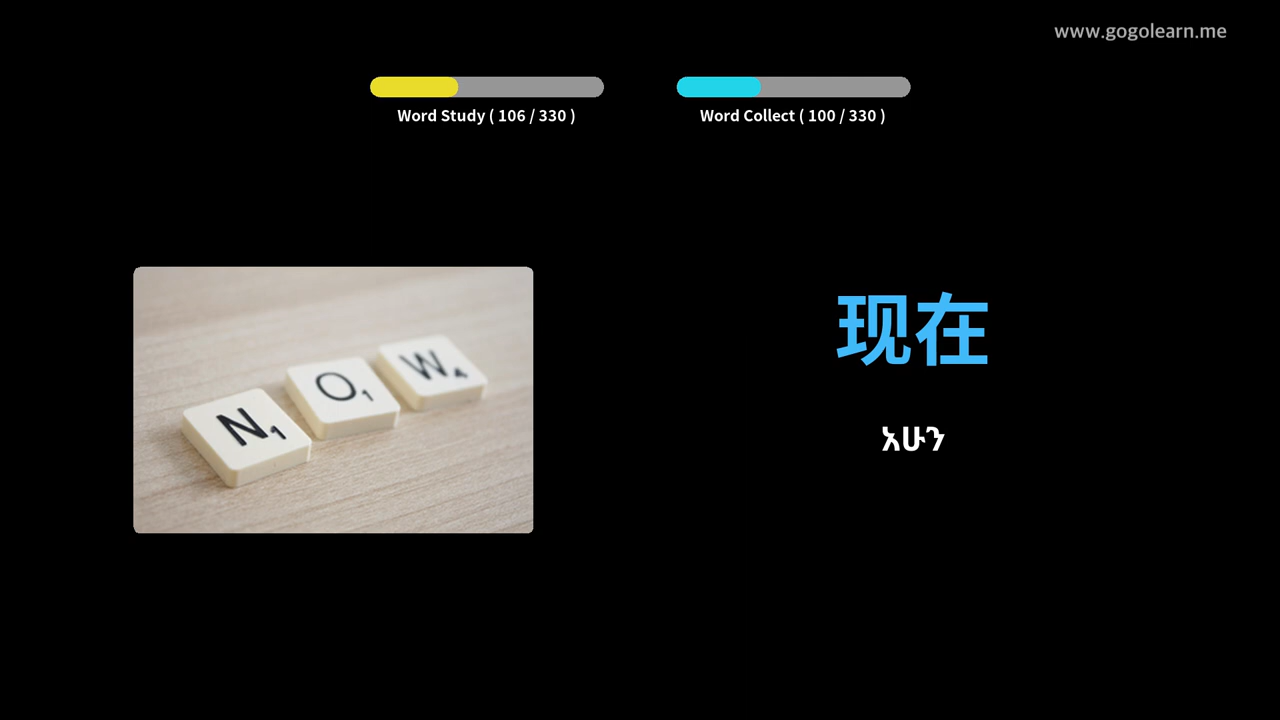 www.gogolearn.me
Word Study ( 106 / 330 )
Word Collect ( 100 / 330 )
N1 O1 W4
现在
አሁን